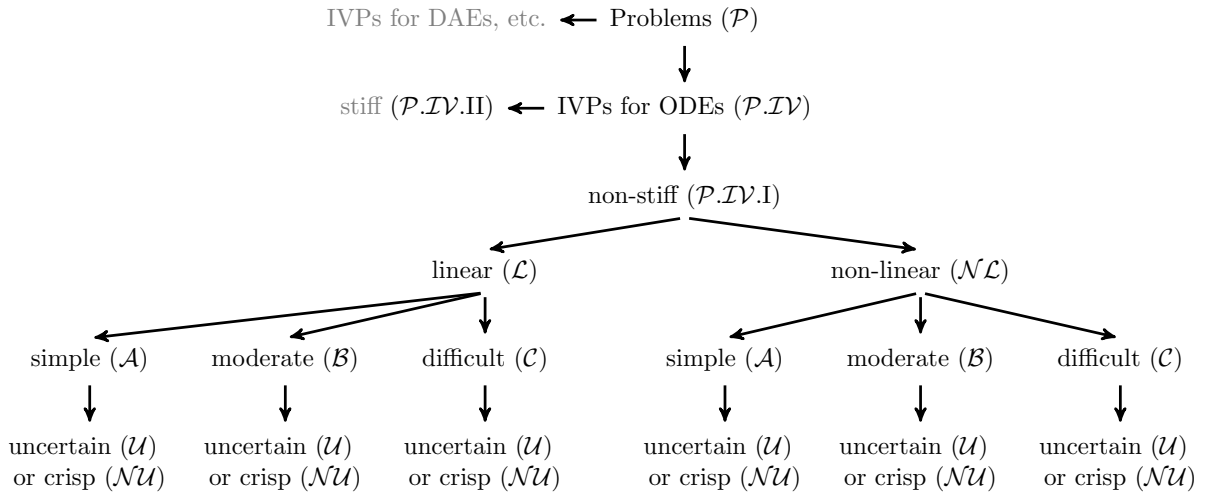 IVPs for DAEs, etc. Problems (𝒫)
stiff (𝒫.ℐ𝒱.II) IVPs for ODEs (𝒫.ℐ𝒱)
non-stiff (𝒫.ℐ𝒱.I)
linear (ℒ) non-linear (𝒩ℒ)
simple (𝒜) moderate (ℬ) difficult (𝒞) simple (𝒜) moderate (ℬ) difficult (𝒞)
uncertain (𝒰) uncertain (𝒰) uncertain (𝒰) uncertain (𝒰) uncertain (𝒰) uncertain (𝒰)
or crisp (𝒩𝒰) or crisp (𝒩𝒰) or crisp (𝒩𝒰) or crisp (𝒩𝒰) or crisp (𝒩𝒰) or crisp (𝒩𝒰)